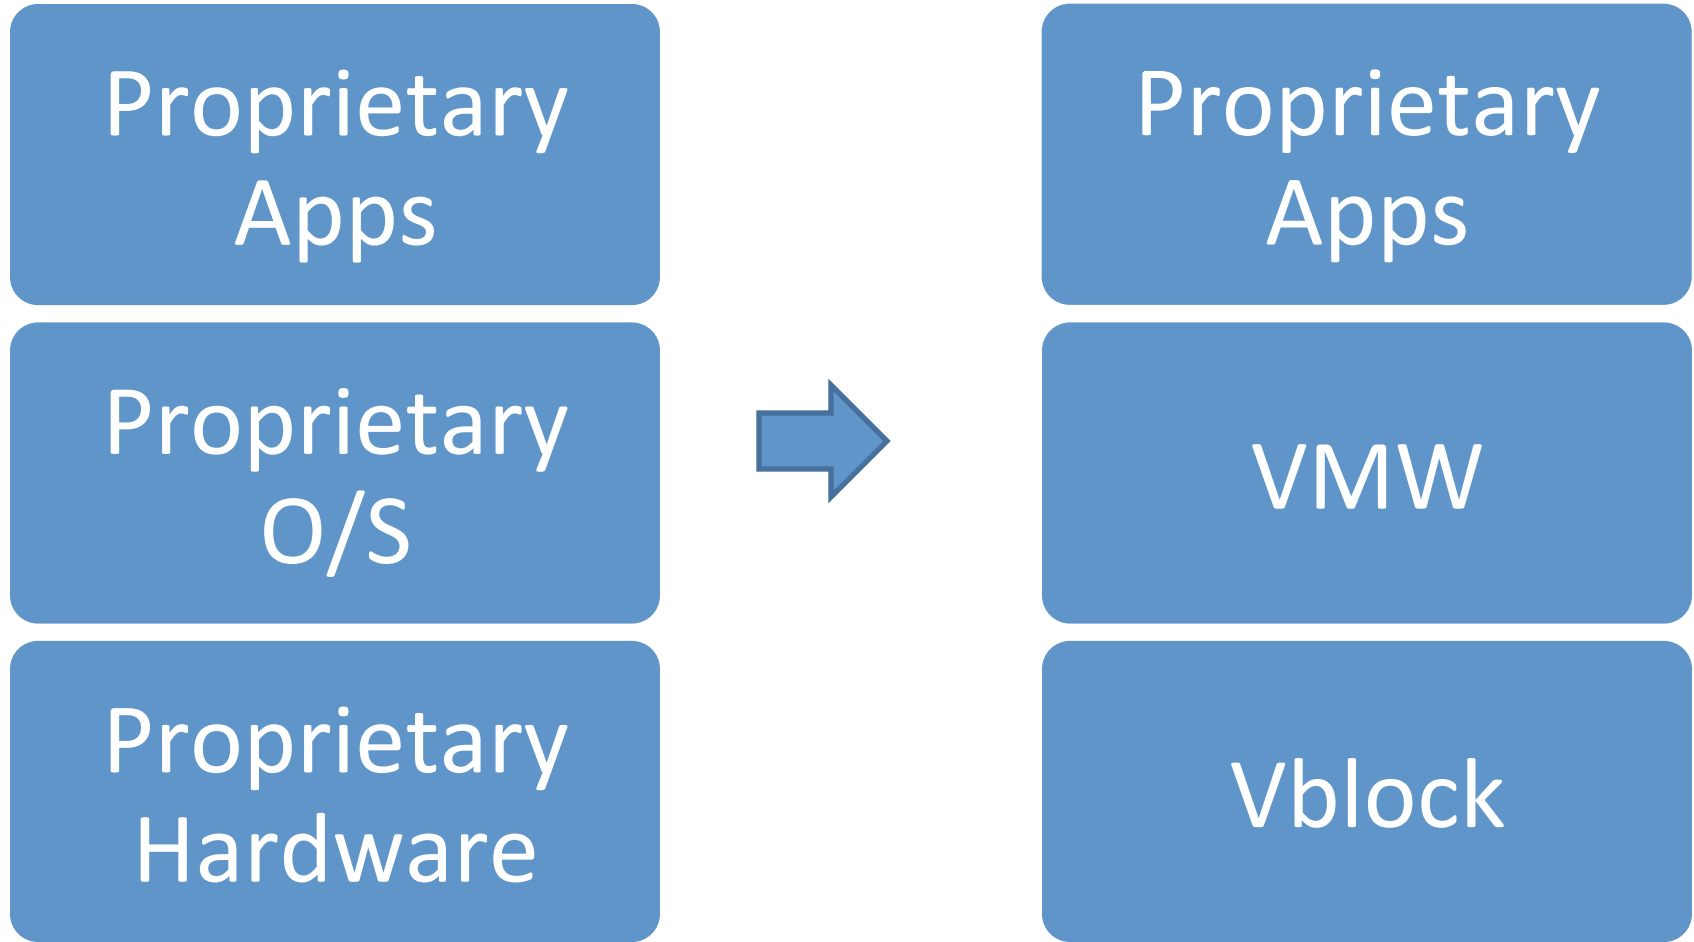 Proprietary
Apps
Proprietary
O/S
Proprietary
Hardware
Proprietary
Apps
VMW
Vblock